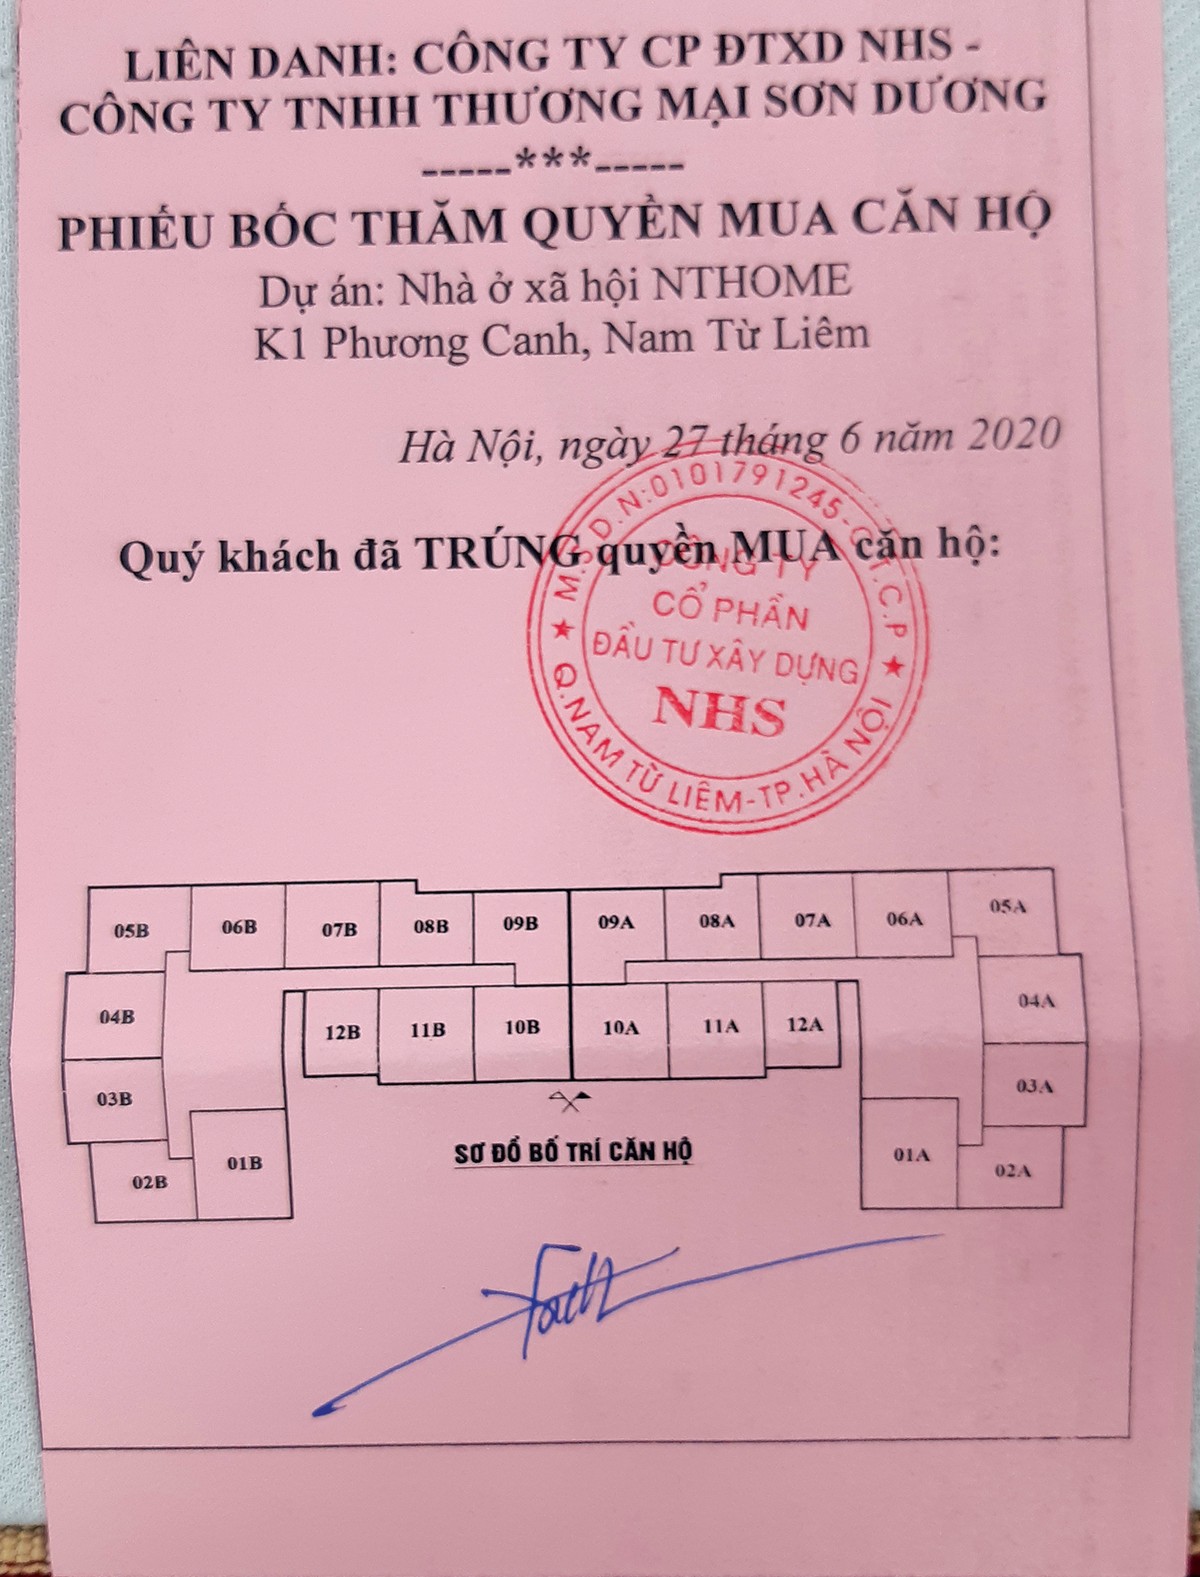 LIÊN DANH: CÔNG TY CP ĐTXD NHS -
CÔNG TY TNHH THƯƠNG MẠI SƠN DƯƠNG
-----***-----
PHIẾU BỐC THĂM QUYỀN MUA CĂN HỘ
Dự án: Nhà ở xã hội NTHOME
K1 Phương Canh, Nam Từ Liêm
Hà Nội, ngày 27 tháng 6 năm 2020
Quý khách đã TRÚNG quyền MUA căn hộ:
M.S.D.N:0101791245-C.T.C.P
CÔNG TY
CỔ PHẦN
ĐẦU TƯ XÂY DỰNG
NHS
Q.NAM TỪ LIÊM-TP.HÀ NỘI
05B 06B 07B 08B 09B 09A 08A 07A 06A 05A
04B 12B 11B 10B 10A 11A 12A 04A
03B 03A
02B 01B 01A 02A
SƠ ĐỒ BỐ TRÍ CĂN HỘ